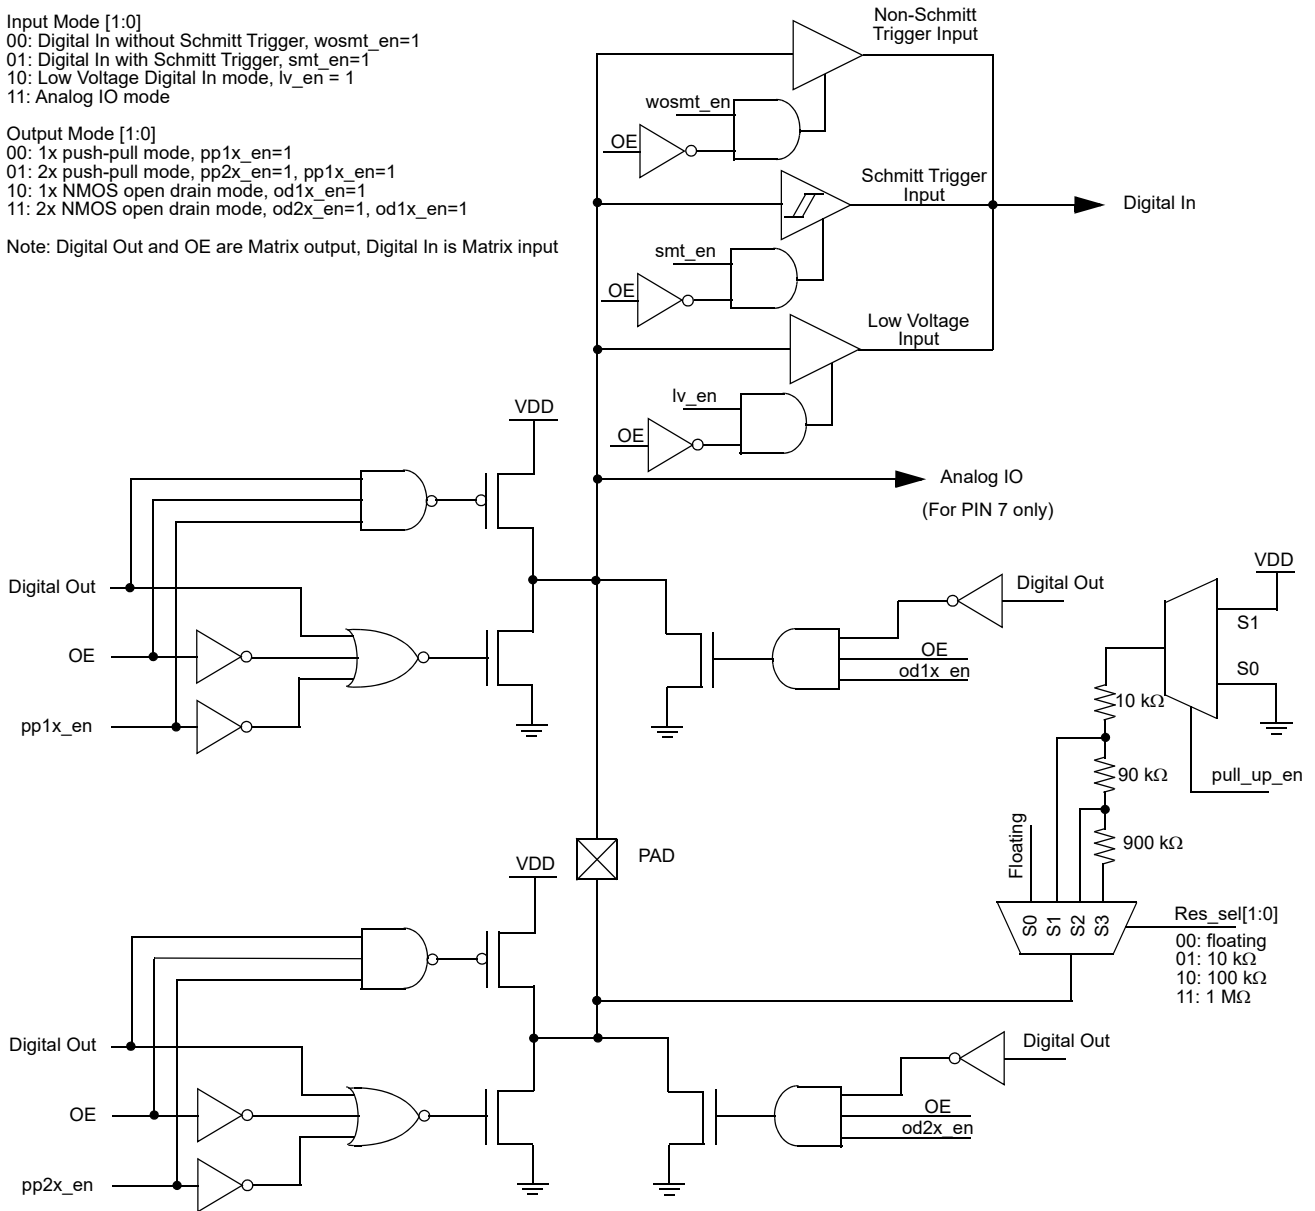 Input Mode [1:0]
00: Digital In without Schmitt Trigger, wosmt_en=1
01: Digital In with Schmitt Trigger, smt_en=1
10: Low Voltage Digital In mode, lv_en = 1
11: Analog IO mode
Output Mode [1:0]
00: 1x push-pull mode, pp1x_en=1
01: 2x push-pull mode, pp2x_en=1, pp1x_en=1
10: 1x NMOS open drain mode, od1x_en=1
11: 2x NMOS open drain mode, od2x_en=1, od1x_en=1
Note: Digital Out and OE are Matrix output, Digital In is Matrix input
Non-Schmitt
Trigger Input
wosmt_en
OE
Schmitt Trigger
Input
Digital In
smt_en
OE
Low Voltage
Input
lv_en
OE
Analog IO
(For PIN 7 only)
VDD
Digital Out
OE
pp1x_en
Digital Out
OE
od1x_en
VDD
S1
S0
pull_up_en
10 kΩ
90 kΩ
900 kΩ
Floating
S0
S1
S2
S3
Res_sel[1:0]
00: floating
01: 10 kΩ
10: 100 kΩ
11: 1 MΩ
PAD
VDD
Digital Out
OE
pp2x_en
Digital Out
OE
od2x_en